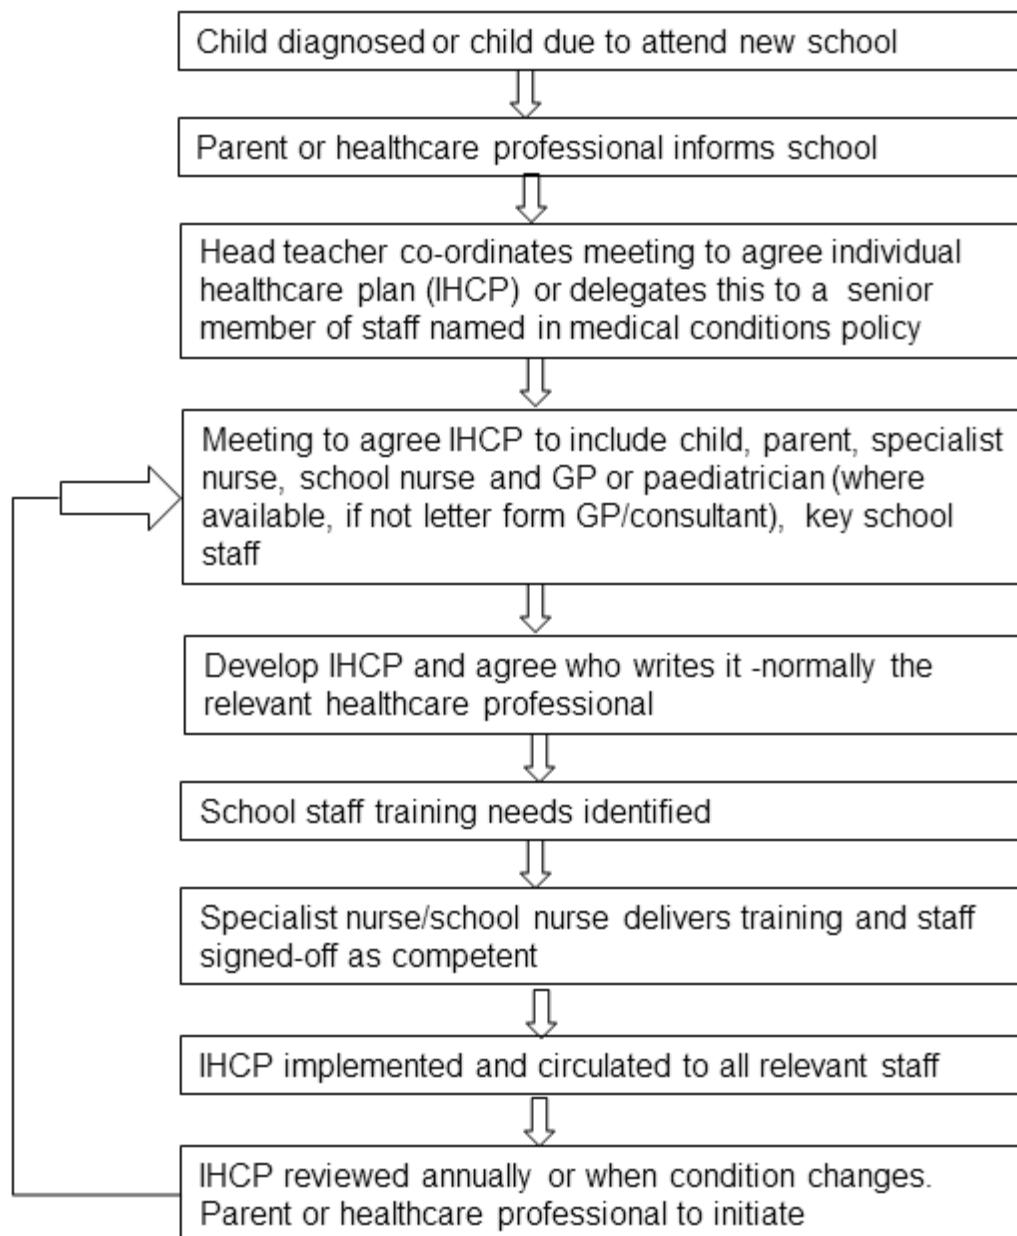 Child diagnosed or child due to attend new school
Parent or healthcare professional informs school
Head teacher co-ordinates meeting to agree individual
healthcare plan (IHCP) or delegates this to a senior
member of staff named in medical conditions policy
Meeting to agree IHCP to include child, parent, specialist
nurse, school nurse and GP or paediatrician (where
available, if not letter form GP/consultant), key school
staff
Develop IHCP and agree who writes it -normally the
relevant healthcare professional
School staff training needs identified
Specialist nurse/school nurse delivers training and staff
signed-off as competent
IHCP implemented and circulated to all relevant staff
IHCP reviewed annually or when condition changes.
Parent or healthcare professional to initiate